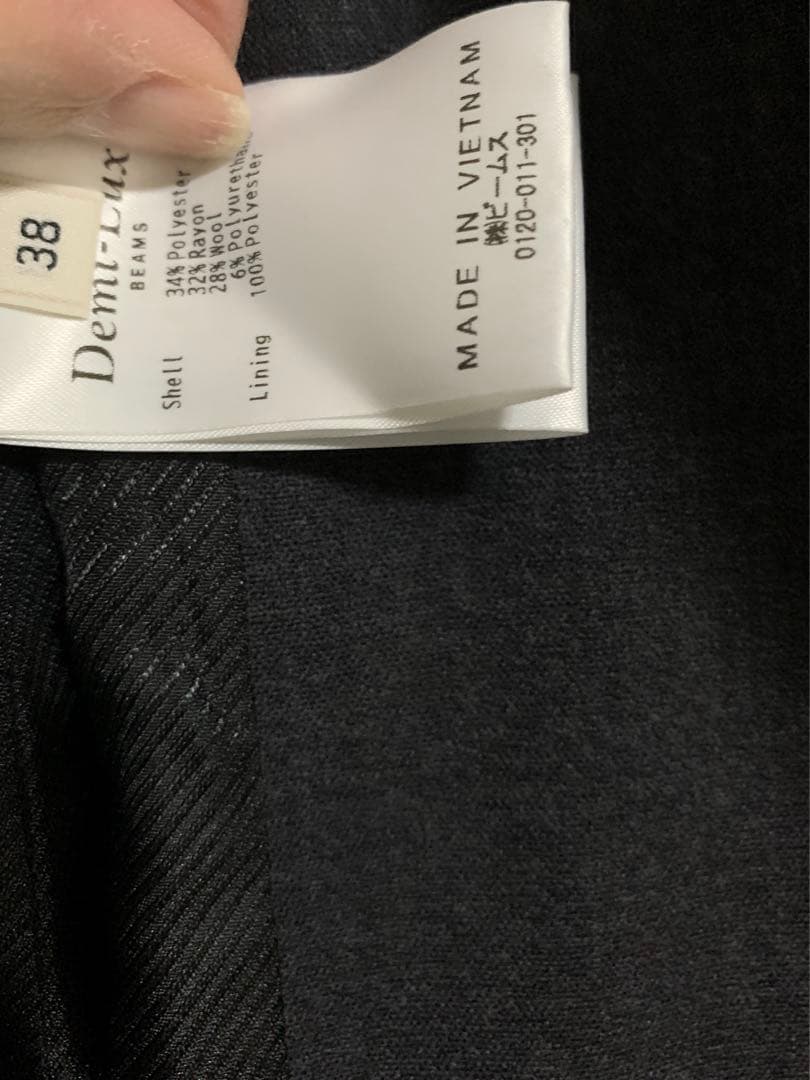 38
Demi-Lux
BEAMS
Shell 34% Polyester
32% Rayon
28% Wool
6% Polyuretha
Lining 100% Polyester
MADE IN VIETNAM
㈱ビームス
0120-011-301